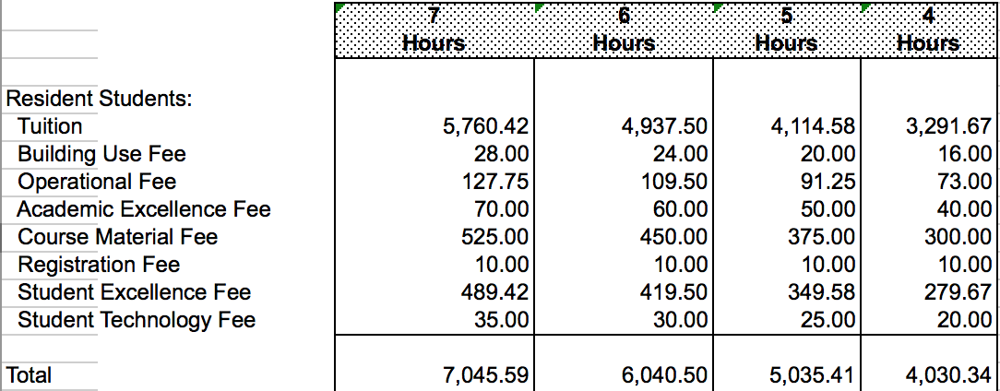 7 6 5 4
Hours Hours Hours Hours
Resident Students:
Tuition 5,760.42 4,937.50 4,114.58 3,291.67
Building Use Fee 28.00 24.00 20.00 16.00
Operational Fee 127.75 109.50 91.25 73.00
Academic Excellence Fee 70.00 60.00 50.00 40.00
Course Material Fee 525.00 450.00 375.00 300.00
Registration Fee 10.00 10.00 10.00 10.00
Student Excellence Fee 489.42 419.50 349.58 279.67
Student Technology Fee 35.00 30.00 25.00 20.00
Total 7,045.59 6,040.50 5,035.41 4,030.34